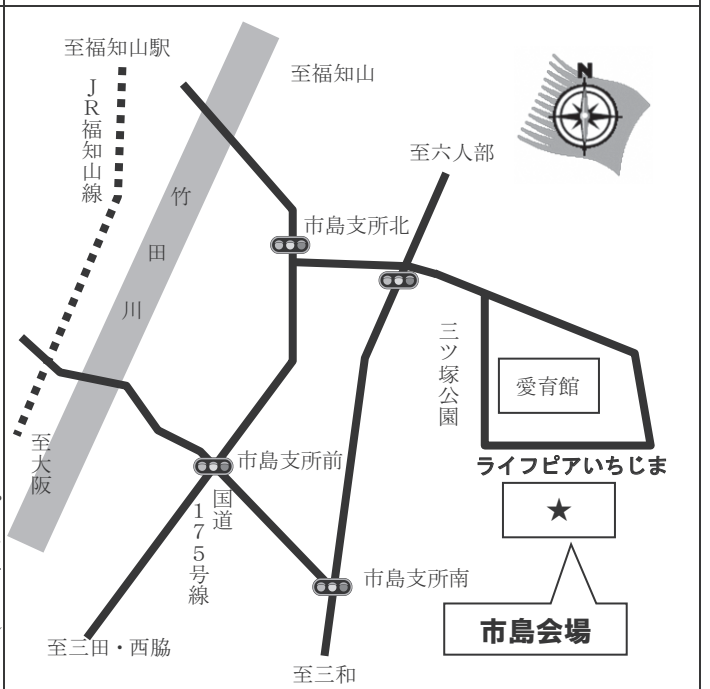 至福知山駅
至福知山
N
JR福知山線
至六人部
竹田川
市島支所北
三ツ塚公園
愛育館
至大阪
市島支所前
ライフピアいちじま
国道
175号線
★
市島支所南
市島会場
至三田・西脇
至三和